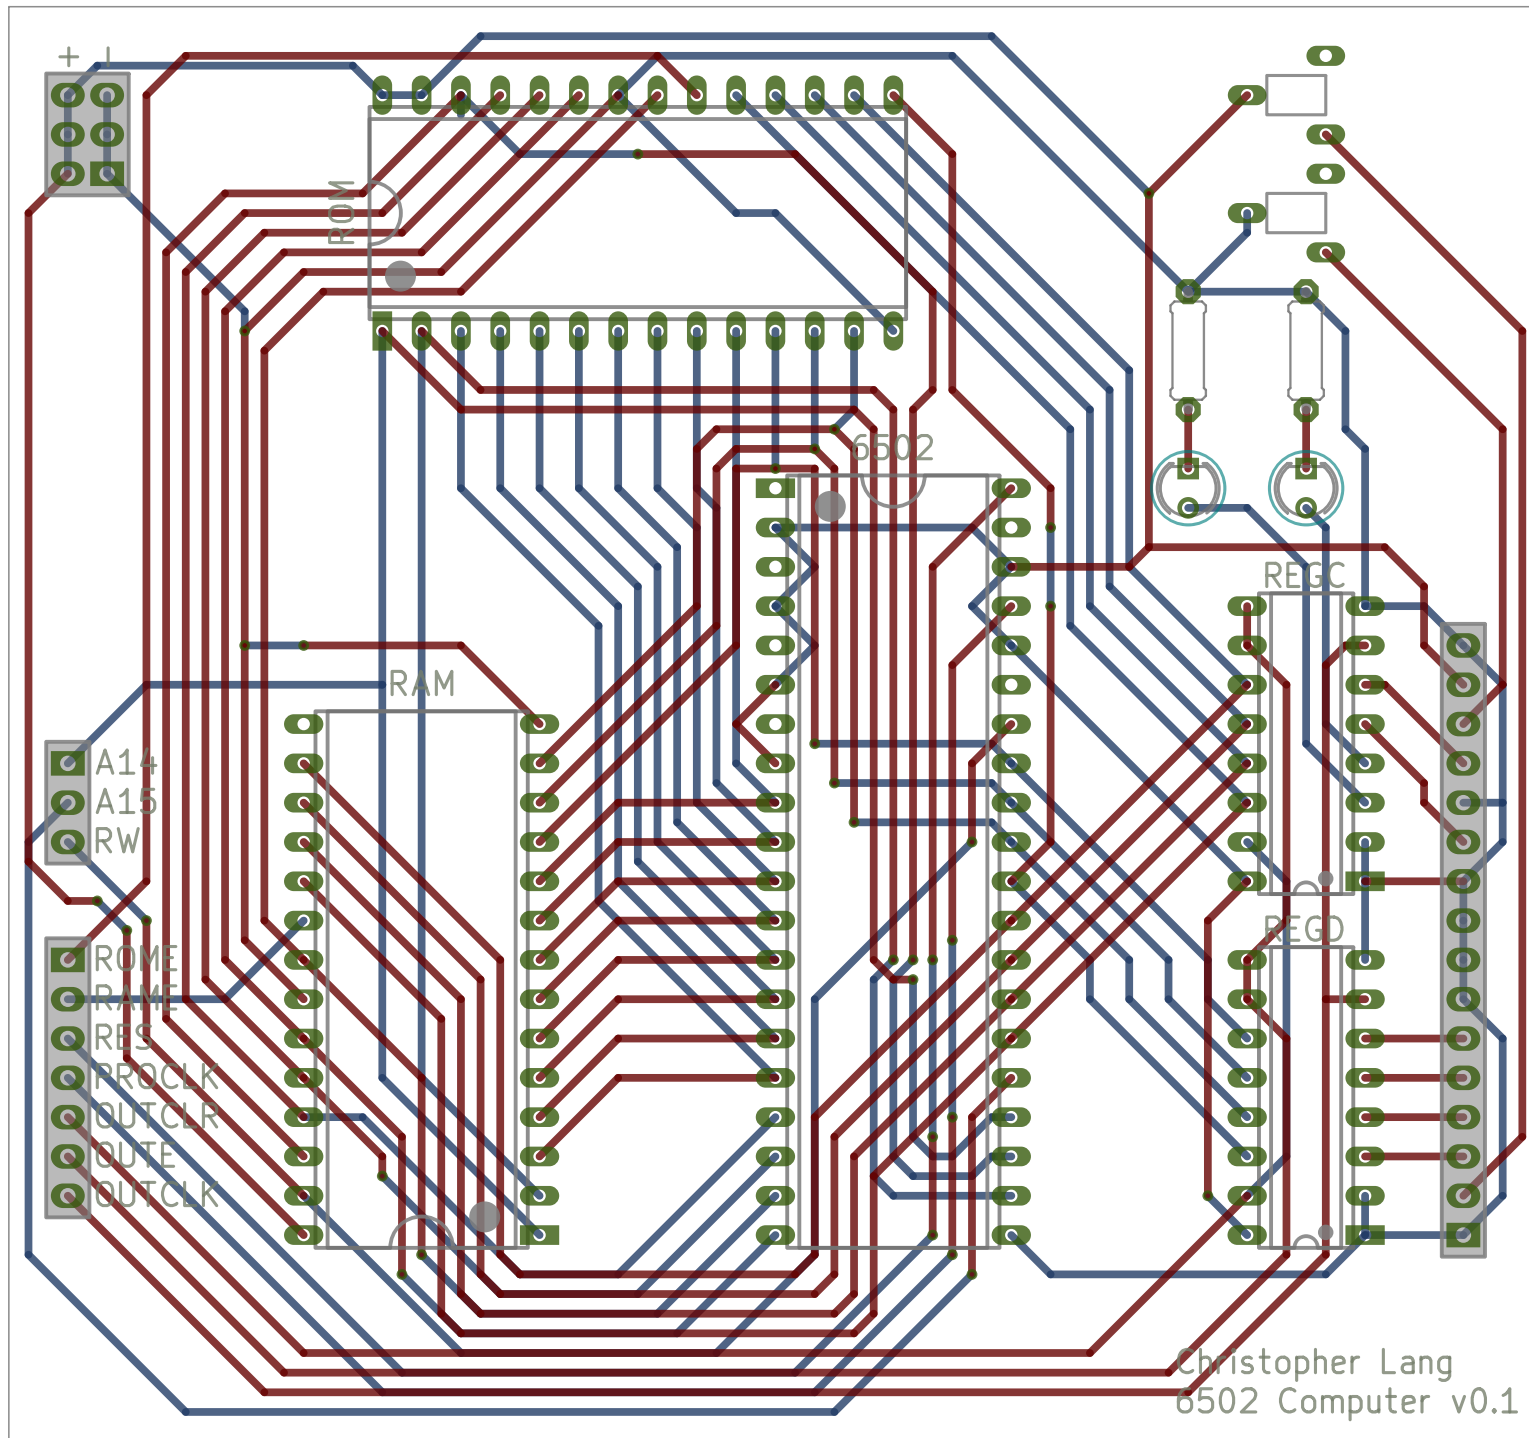 + -
ROM
6502
REGC
RAM
A14
A15
RW
REGD
ROME
RAME
RES
PROCLK
OUTCLR
OUTE
OUTCLK
Christopher Lang
6502 Computer v0.1